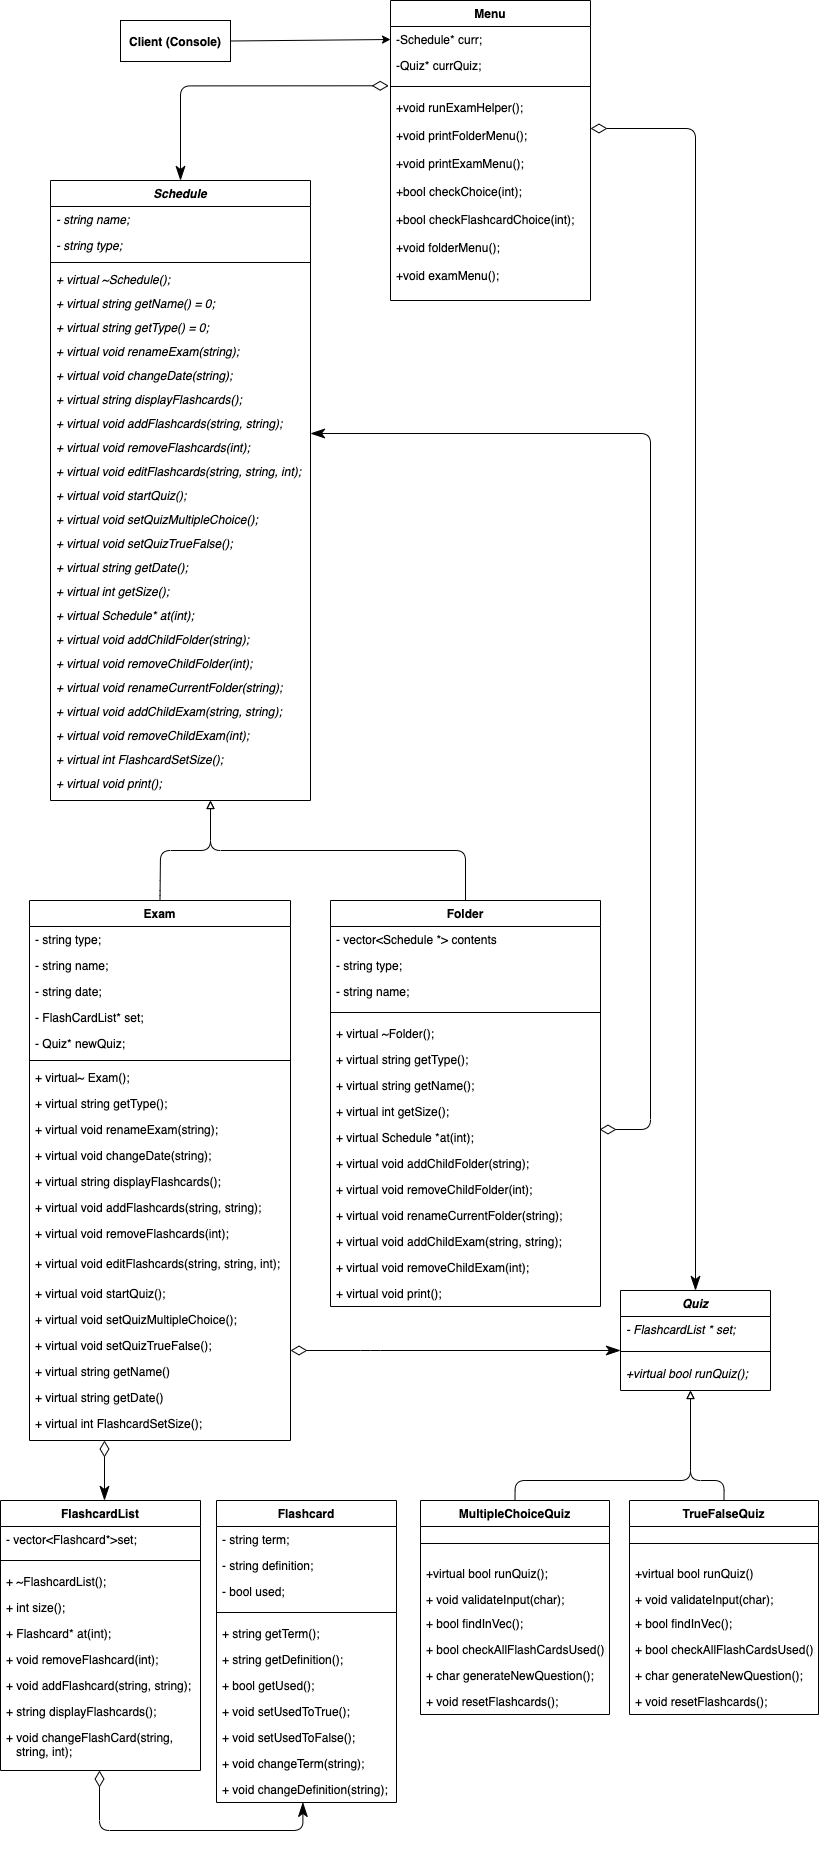 Menu
Client (Console)
-Schedule* curr;
-Quiz* currQuiz;
+void runExamHelper();
+void printFolderMenu();
+void printExamMenu();
+bool checkChoice(int);
+bool checkFlashcardChoice(int);
+void folderMenu();
+void examMenu();
Schedule
- string name;
- string type;
+ virtual ~Schedule();
+ virtual string getName() = 0;
+ virtual string getType() = 0;
+ virtual void renameExam(string);
+ virtual void changeDate(string);
+ virtual string displayFlashcards();
+ virtual void addFlashcards(string, string);
+ virtual void removeFlashcards(int);
+ virtual void editFlashcards(string, string, int);
+ virtual void startQuiz();
+ virtual void setQuizMultipleChoice();
+ virtual void setQuizTrueFalse();
+ virtual string getDate();
+ virtual int getSize();
+ virtual Schedule* at(int);
+ virtual void addChildFolder(string);
+ virtual void removeChildFolder(int);
+ virtual void renameCurrentFolder(string);
+ virtual void addChildExam(string, string);
+ virtual void removeChildExam(int);
+ virtual int FlashcardSetSize();
+ virtual void print();
Exam
- string type;
- string name;
- string date;
- FlashCardList* set;
- Quiz* newQuiz;
+ virtual~ Exam();
+ virtual string getType();
+ virtual void renameExam(string);
+ virtual void changeDate(string);
+ virtual string displayFlashcards();
+ virtual void addFlashcards(string, string);
+ virtual void removeFlashcards(int);
+ virtual void editFlashcards(string, string, int);
+ virtual void startQuiz();
+ virtual void setQuizMultipleChoice();
+ virtual void setQuizTrueFalse();
+ virtual string getName()
+ virtual string getDate()
+ virtual int FlashcardSetSize();
Folder
- vector<Schedule *> contents
- string type;
- string name;
+ virtual ~Folder();
+ virtual string getType();
+ virtual string getName();
+ virtual int getSize();
+ virtual Schedule *at(int);
+ virtual void addChildFolder(string);
+ virtual void removeChildFolder(int);
+ virtual void renameCurrentFolder(string);
+ virtual void addChildExam(string, string);
+ virtual void removeChildExam(int);
+ virtual void print();
Quiz
- FlashcardList * set;
+virtual bool runQuiz();
FlashcardList
- vector<Flashcard*>set;
+ ~FlashcardList();
+ int size();
+ Flashcard* at(int);
+ void removeFlashcard(int);
+ void addFlashcard(string, string);
+ string displayFlashcards();
+ void changeFlashCard(string,
string, int);
Flashcard
- string term;
- string definition;
- bool used;
+ string getTerm();
+ string getDefinition();
+ bool getUsed();
+ void setUsedToTrue();
+ void setUsedToFalse();
+ void changeTerm(string);
+ void changeDefinition(string);
MultipleChoiceQuiz
+virtual bool runQuiz();
+ void validateInput(char);
+ bool findInVec();
+ bool checkAllFlashCardsUsed()
+ char generateNewQuestion();
+ void resetFlashcards();
TrueFalseQuiz
+virtual bool runQuiz()
+ void validateInput(char);
+ bool findInVec();
+ bool checkAllFlashCardsUsed()
+ char generateNewQuestion();
+ void resetFlashcards();